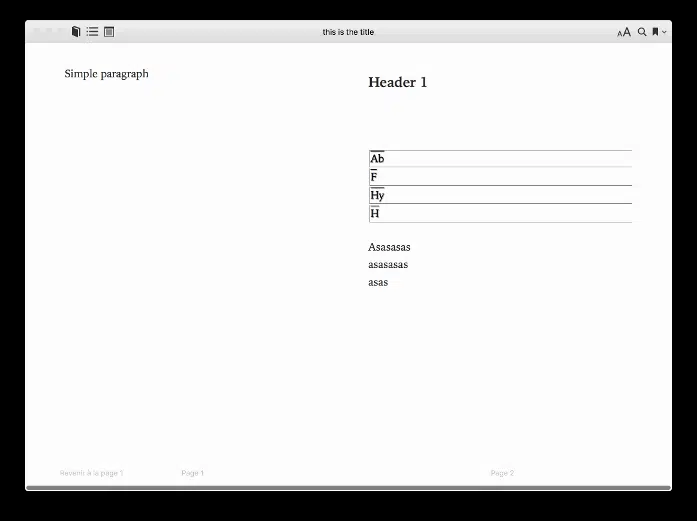 this is the title
AA
Simple paragraph
Header 1
Ab
F
Hy
H
Asasasas
asasasas
asas
Revenir à la page 1
Page 1
Page 2